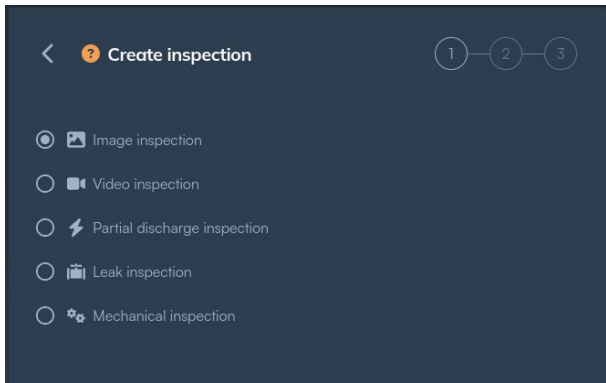 ? Create inspection 1 2 3
Image inspection
Video inspection
Partial discharge inspection
Leak inspection
Mechanical inspection